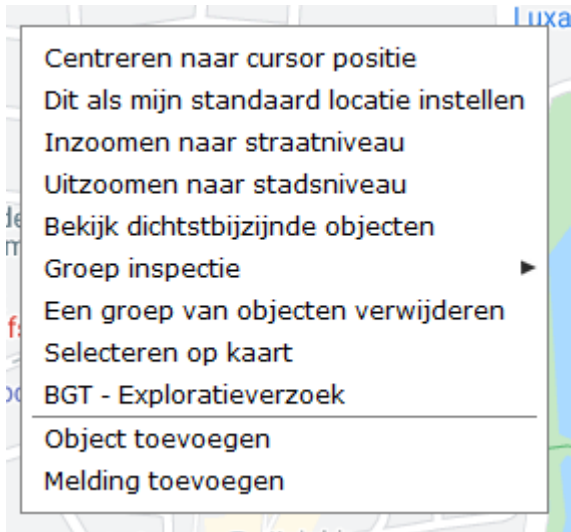 Luxa
Centreren naar cursor positie
Dit als mijn standaard locatie instellen
Inzoomen naar straatniveau
Uitzoomen naar stadsniveau
Bekijk dichtstbijzijnde objecten
Groep inspectie
Een groep van objecten verwijderen
Selecteren op kaart
BGT - Exploratieverzoek
Object toevoegen
Melding toevoegen